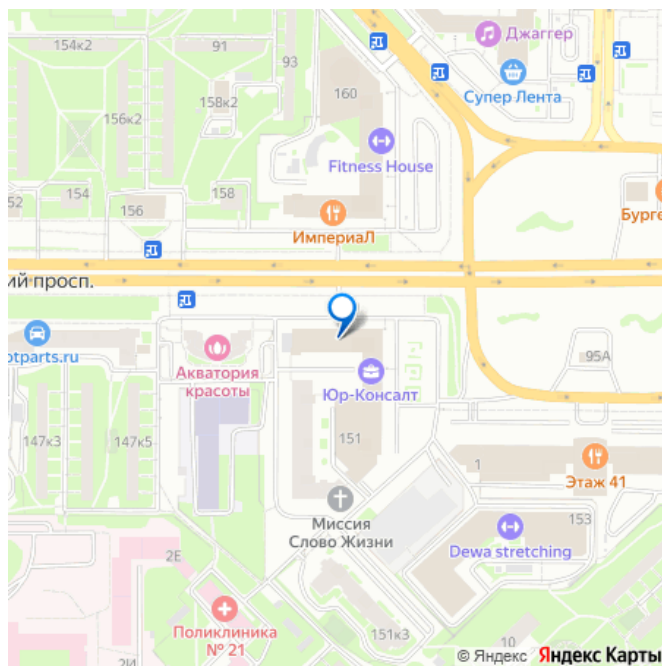 154к2
91
93
Джаггер
158к2
160
Супер Лента
156к2
Fitness House
52
154
156
158
ИмпериаЛ
Бурге
ий просп.
otparts.ru
Акватория
красоты
Юр-Консалт
95А
147к3
147к5
151
1
Этаж 41
Миссия
Слово Жизни
153
Dewa stretching
2Е
Поликлиника
№ 21
2И
151к3
10
© Яндекс Яндекс Карты